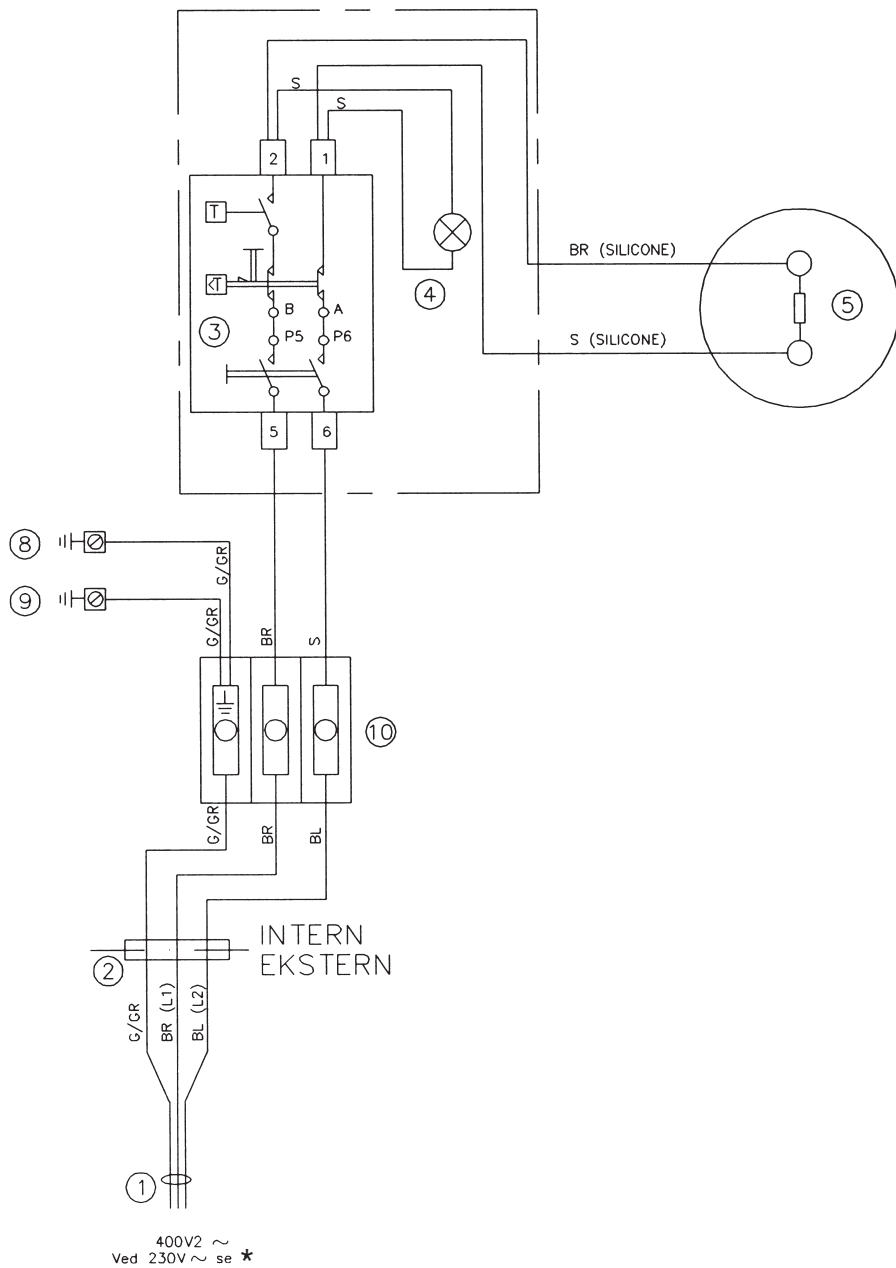 S
S
2
1
T
<T
BR (SILICONE)
4
5
3
B
A
P5
P6
S (SILICONE)
5
6
8
G/GR
9
G/GR
BR
S
10
G/GR
BR
BL
INTERN
EKSTERN
2
G/GR
BR (L1)
BL (L2)
1
400V2 ~
Ved 230V ~ se *